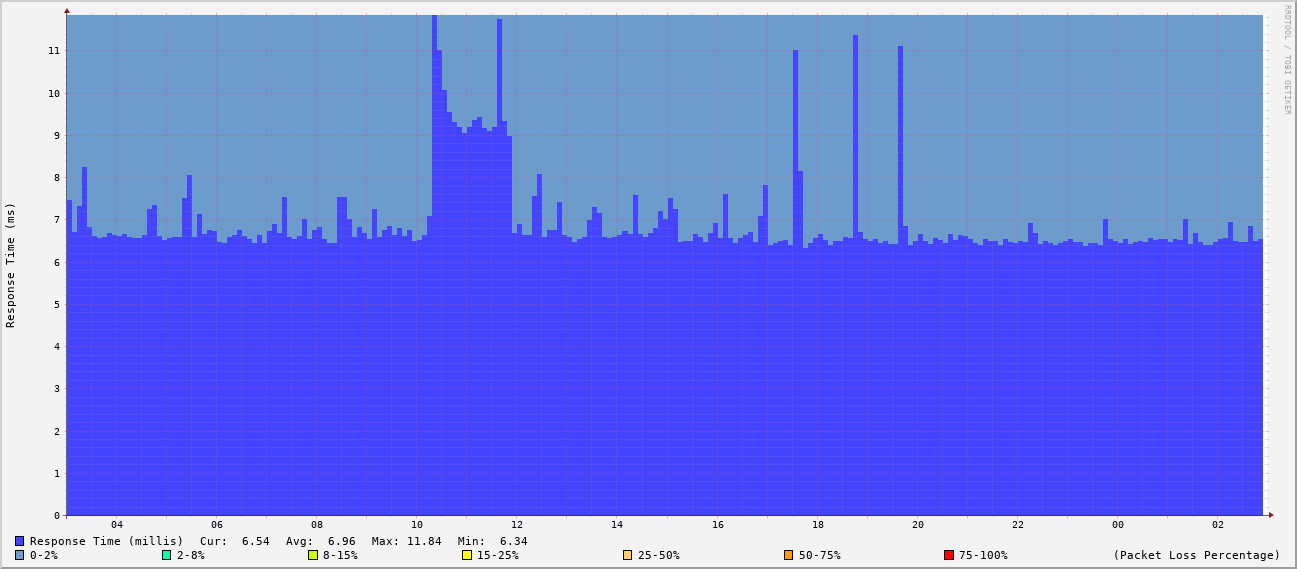 RRDTOOL / TOBI OETIKER
Response Time (ms)
11
10
9
8
7
6
5
4
3
2
1
0
04 06 08 10 12 14 16 18 20 22 00 02
Response Time (millis) Cur: 6.54 Avg: 6.96 Max: 11.84 Min: 6.34
0-2% 2-8% 8-15% 15-25% 25-50% 50-75% 75-100% (Packet Loss Percentage)